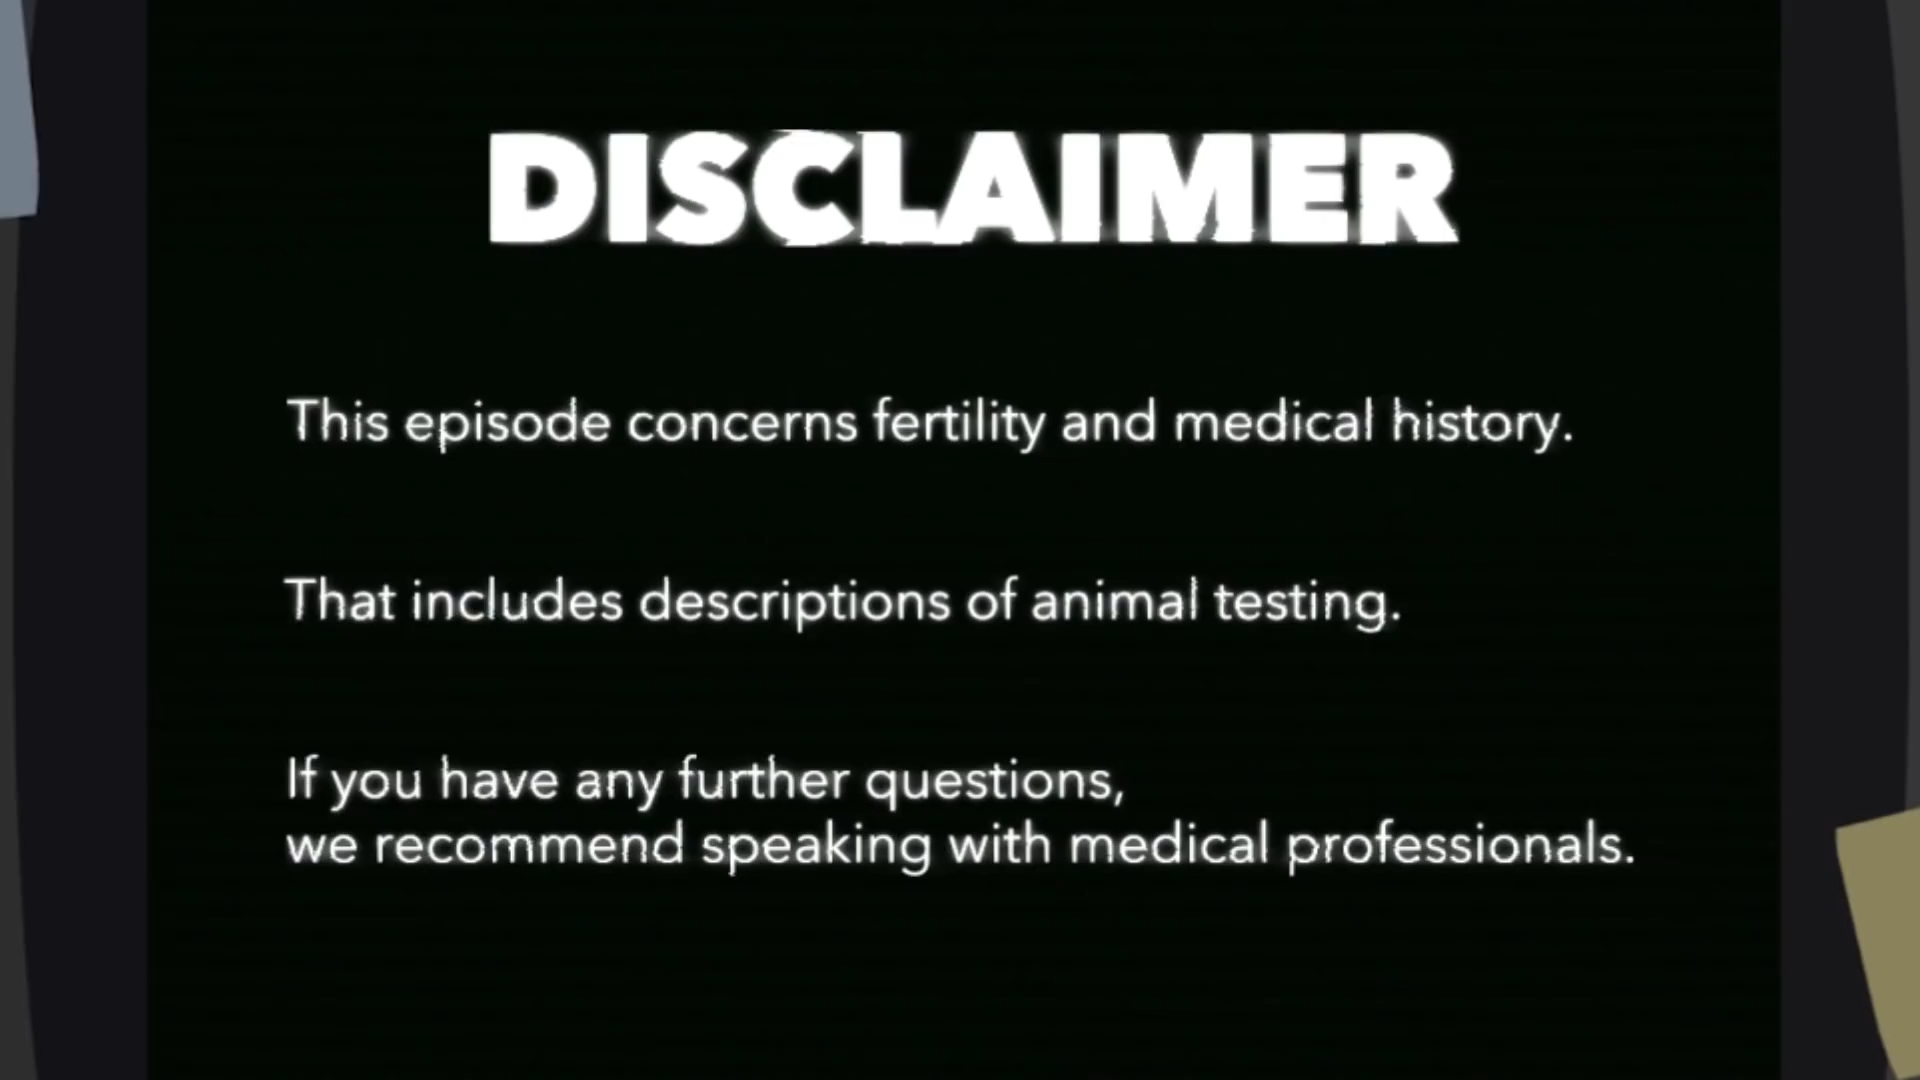 DISCLAIMER
This episode concerns fertility and medical history.
That includes descriptions of animal testing.
If you have any further questions,
we recommend speaking with medical professionals.